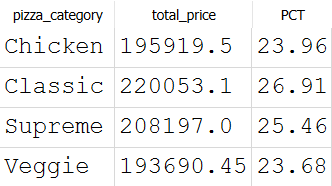 pizza_category total_price PCT
Chicken 195919.5 23.96
Classic 220053.1 26.91
Supreme 208197.0 25.46
Veggie 193690.45 23.68